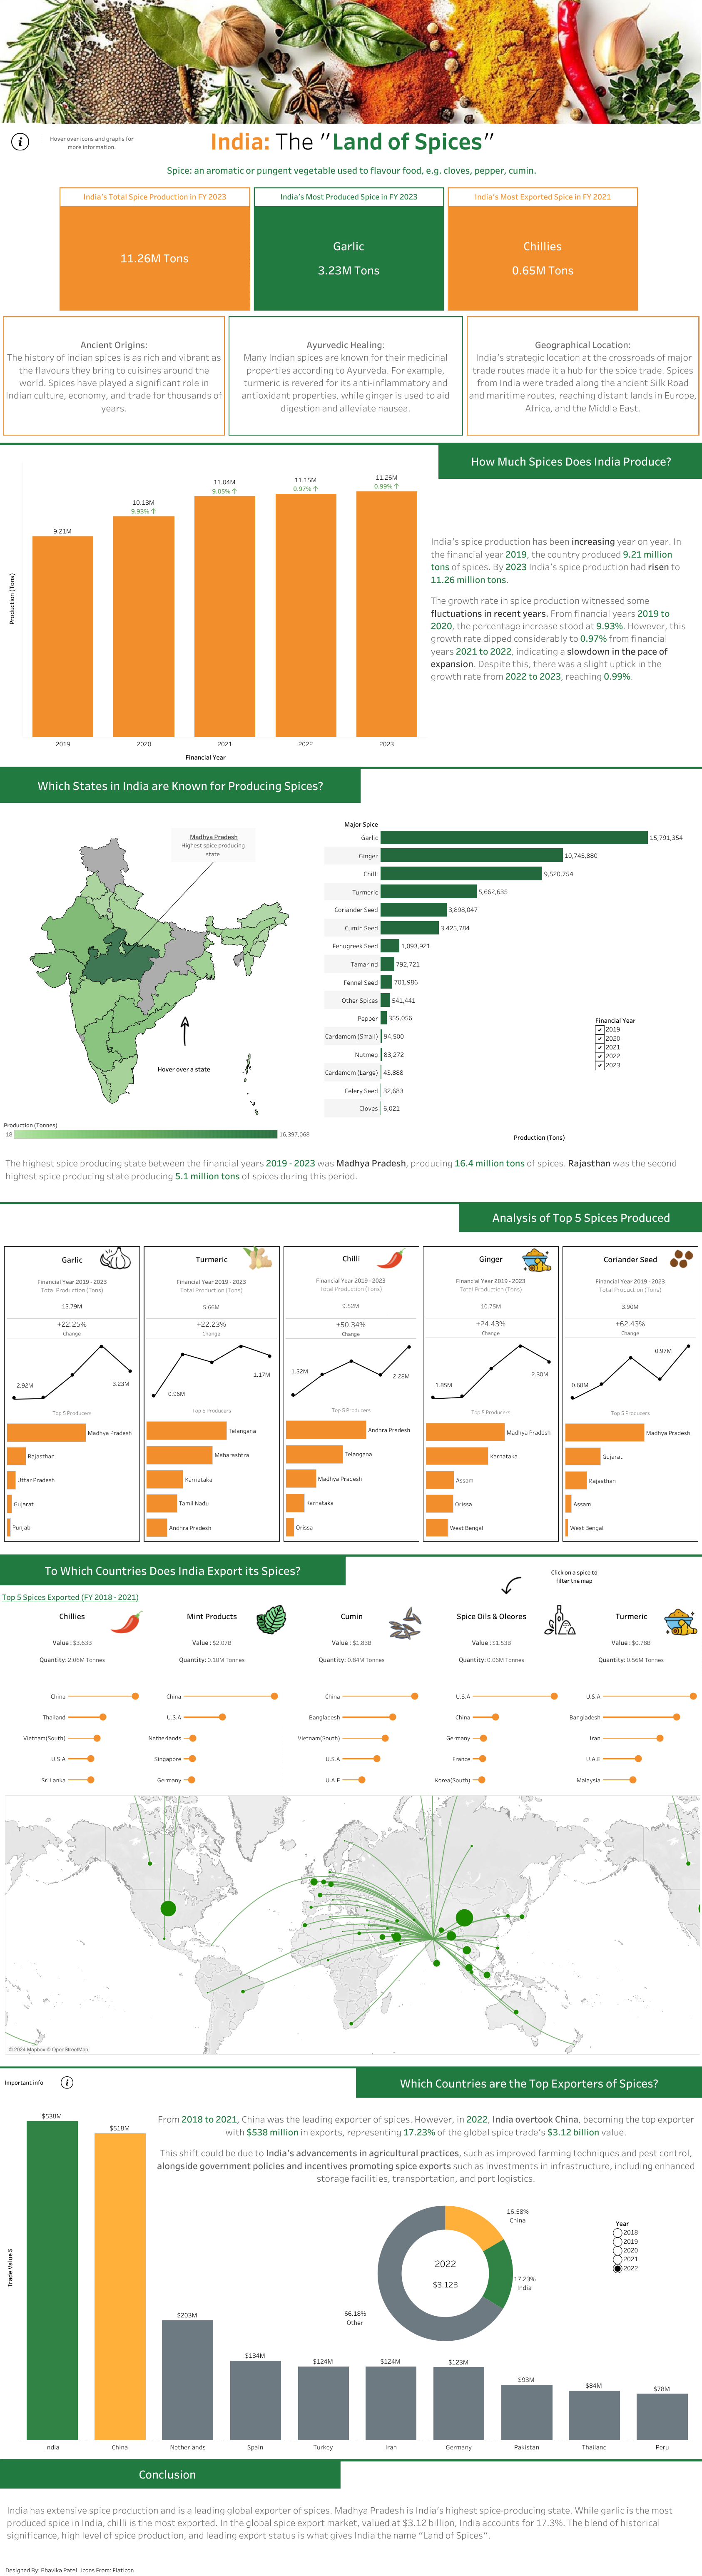 Hover over icons and graphs for
more information.
India: The "Land of Spices"
Spice: an aromatic or pungent vegetable used to flavour food, e.g. cloves, pepper, cumin.
India's Total Spice Production in FY 2023
11.26M Tons
India's Most Produced Spice in FY 2023
Garlic
3.23M Tons
India's Most Exported Spice in FY 2021
Chillies
0.65M Tons
Ancient Origins:
The history of indian spices is as rich and vibrant as
the flavours they bring to cuisines around the
world. Spices have played a significant role in
Indian culture, economy, and trade for thousands of
years.
Ayurvedic Healing:
Many Indian spices are known for their medicinal
properties according to Ayurveda. For example,
turmeric is revered for its anti-inflammatory and
antioxidant properties, while ginger is used to aid
digestion and alleviate nausea.
Geographical Location:
India's strategic location at the crossroads of major
trade routes made it a hub for the spice trade. Spices
from India were traded along the ancient Silk Road
and maritime routes, reaching distant lands in Europe,
Africa, and the Middle East.
How Much Spices Does India Produce?
Production (Tons)
9.21M
10.13M
9.93% ↑
11.04M
9.05% ↑
11.15M
0.97% ↑
11.26M
0.99% ↑
2019
2020
2021
2022
2023
Financial Year
India's spice production has been increasing year on year. In
the financial year 2019, the country produced 9.21 million
tons of spices. By 2023 India's spice production had risen to
11.26 million tons.
The growth rate in spice production witnessed some
fluctuations in recent years. From financial years 2019 to
2020, the percentage increase stood at 9.93%. However, this
growth rate dipped considerably to 0.97% from financial
years 2021 to 2022, indicating a slowdown in the pace of
expansion. Despite this, there was a slight uptick in the
growth rate from 2022 to 2023, reaching 0.99%.
Which States in India are Known for Producing Spices?
Madhya Pradesh
Highest spice producing
state
Hover over a state
Production (Tonnes)
18
16,397,068
Major Spice
Garlic 15,791,354
Ginger 10,745,880
Chilli 9,520,754
Turmeric 5,662,635
Coriander Seed 3,898,047
Cumin Seed 3,425,784
Fenugreek Seed 1,093,921
Tamarind 792,721
Fennel Seed 701,986
Other Spices 541,441
Pepper 355,056
Cardamom (Small) 94,500
Nutmeg 83,272
Cardamom (Large) 43,888
Celery Seed 32,683
Cloves 6,021
Production (Tons)
Financial Year
2019
2020
2021
2022
2023
The highest spice producing state between the financial years 2019 - 2023 was Madhya Pradesh, producing 16.4 million tons of spices. Rajasthan was the second
highest spice producing state producing 5.1 million tons of spices during this period.
Analysis of Top 5 Spices Produced
Garlic
Financial Year 2019 - 2023
Total Production (Tons)
15.79M
+22.25%
Change
2.92M
3.23M
Top 5 Producers
Madhya Pradesh
Rajasthan
Uttar Pradesh
Gujarat
Punjab
Turmeric
Financial Year 2019 - 2023
Total Production (Tons)
5.66M
+22.23%
Change
0.96M
1.17M
Top 5 Producers
Telangana
Maharashtra
Karnataka
Tamil Nadu
Andhra Pradesh
Chilli
Financial Year 2019 - 2023
Total Production (Tons)
9.52M
+50.34%
Change
1.52M
2.28M
Top 5 Producers
Andhra Pradesh
Telangana
Madhya Pradesh
Karnataka
Orissa
Ginger
Financial Year 2019 - 2023
Total Production (Tons)
10.75M
+24.43%
Change
1.85M
2.30M
Top 5 Producers
Madhya Pradesh
Karnataka
Assam
Orissa
West Bengal
Coriander Seed
Financial Year 2019 - 2023
Total Production (Tons)
3.90M
+62.43%
Change
0.60M
0.97M
Top 5 Producers
Madhya Pradesh
Gujarat
Rajasthan
Assam
West Bengal
To Which Countries Does India Export its Spices?
Click on a spice to
filter the map
Top 5 Spices Exported (FY 2018 - 2021)
Chillies
Value : $3.63B
Quantity: 2.06M Tonnes
China
Thailand
Vietnam(South)
U.S.A
Sri Lanka
Mint Products
Value : $2.07B
Quantity: 0.10M Tonnes
China
U.S.A
Netherlands
Singapore
Germany
Cumin
Value : $1.83B
Quantity: 0.84M Tonnes
China
Bangladesh
Vietnam(South)
U.S.A
U.A.E
Spice Oils & Oleores
Value : $1.53B
Quantity: 0.06M Tonnes
U.S.A
China
Germany
France
Korea(South)
Turmeric
Value : $0.78B
Quantity: 0.56M Tonnes
U.S.A
Bangladesh
Iran
U.A.E
Malaysia
© 2024 Mapbox © OpenStreetMap
Important info
Which Countries are the Top Exporters of Spices?
From 2018 to 2021, China was the leading exporter of spices. However, in 2022, India overtook China, becoming the top exporter
with $538 million in exports, representing 17.23% of the global spice trade's $3.12 billion value.
This shift could be due to India's advancements in agricultural practices, such as improved farming techniques and pest control,
alongside government policies and incentives promoting spice exports such as investments in infrastructure, including enhanced
storage facilities, transportation, and port logistics.
16.58%
China
17.23%
India
66.18%
Other
2022
$3.12B
Year
2018
2019
2020
2021
2022
Trade Value $
$538M
$518M
$203M
$134M
$124M
$124M
$123M
$93M
$84M
$78M
India
China
Netherlands
Spain
Turkey
Iran
Germany
Pakistan
Thailand
Peru
Conclusion
India has extensive spice production and is a leading global exporter of spices. Madhya Pradesh is India's highest spice-producing state. While garlic is the most
produced spice in India, chilli is the most exported. In the global spice export market, valued at $3.12 billion, India accounts for 17.3%. The blend of historical
significance, high level of spice production, and leading export status is what gives India the name "Land of Spices".
Designed By: Bhavika Patel Icons From: Flaticon